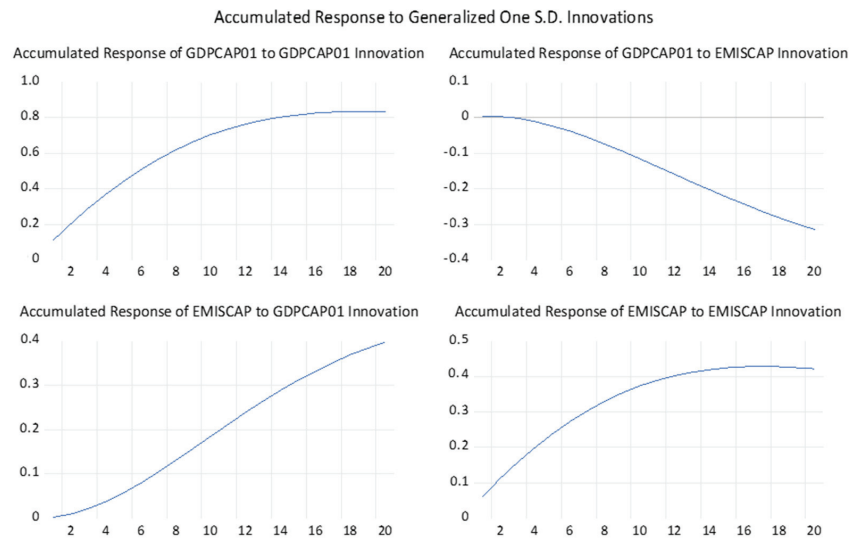 Accumulated Response to Generalized One S.D. Innovations
Accumulated Response of GDPCAP01 to GDPCAP01 Innovation
1.0
0.8
0.6
0.4
0.2
0
2 4 6 8 10 12 14 16 18 20
Accumulated Response of GDPCAP01 to EMISCAP Innovation
0.1
0
-0.1
-0.2
-0.3
-0.4
2 4 6 8 10 12 14 16 18 20
Accumulated Response of EMISCAP to GDPCAP01 Innovation
0.4
0.3
0.2
0.1
0
2 4 6 8 10 12 14 16 18 20
Accumulated Response of EMISCAP to EMISCAP Innovation
0.5
0.4
0.3
0.2
0.1
0
2 4 6 8 10 12 14 16 18 20